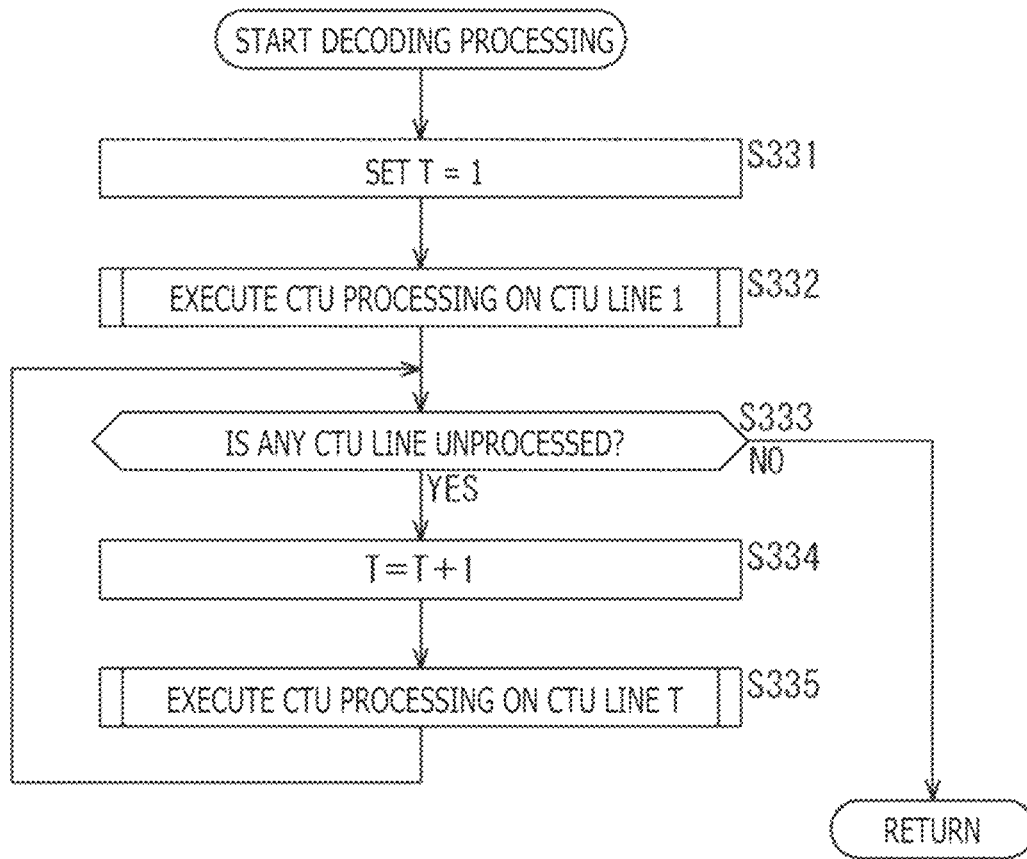 START DECODING PROCESSING
SET T = 1
S331
EXECUTE CTU PROCESSING ON CTU LINE 1
S332
IS ANY CTU LINE UNPROCESSED?
S333
NO
YES
T=T+1
S334
EXECUTE CTU PROCESSING ON CTU LINE T
S335
RETURN